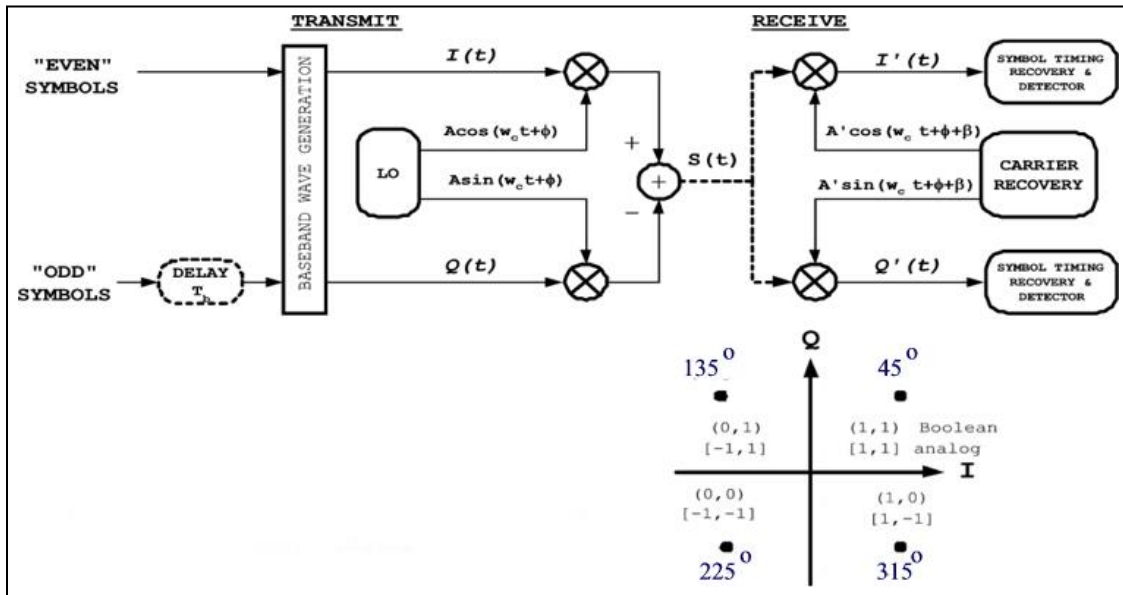 TRANSMIT
RECEIVE
"EVEN"
SYMBOLS
"ODD"
SYMBOLS
DELAY
T_b
BASEBAND WAVE GENERATION
I(t)
Acos(w_c t+φ)
LO
Asin(w_c t+φ)
Q(t)
+
+
−
S(t)
I'(t)
A'cos(w_c t+φ+β)
A'sin(w_c t+φ+β)
Q'(t)
SYMBOL TIMING
RECOVERY &
DETECTOR
CARRIER
RECOVERY
SYMBOL TIMING
RECOVERY &
DETECTOR
Q
135°
45°
(0,1)
[-1,1]
(1,1) Boolean
[1,1] analog
I
(0,0)
[-1,-1]
(1,0)
[1,-1]
225°
315°